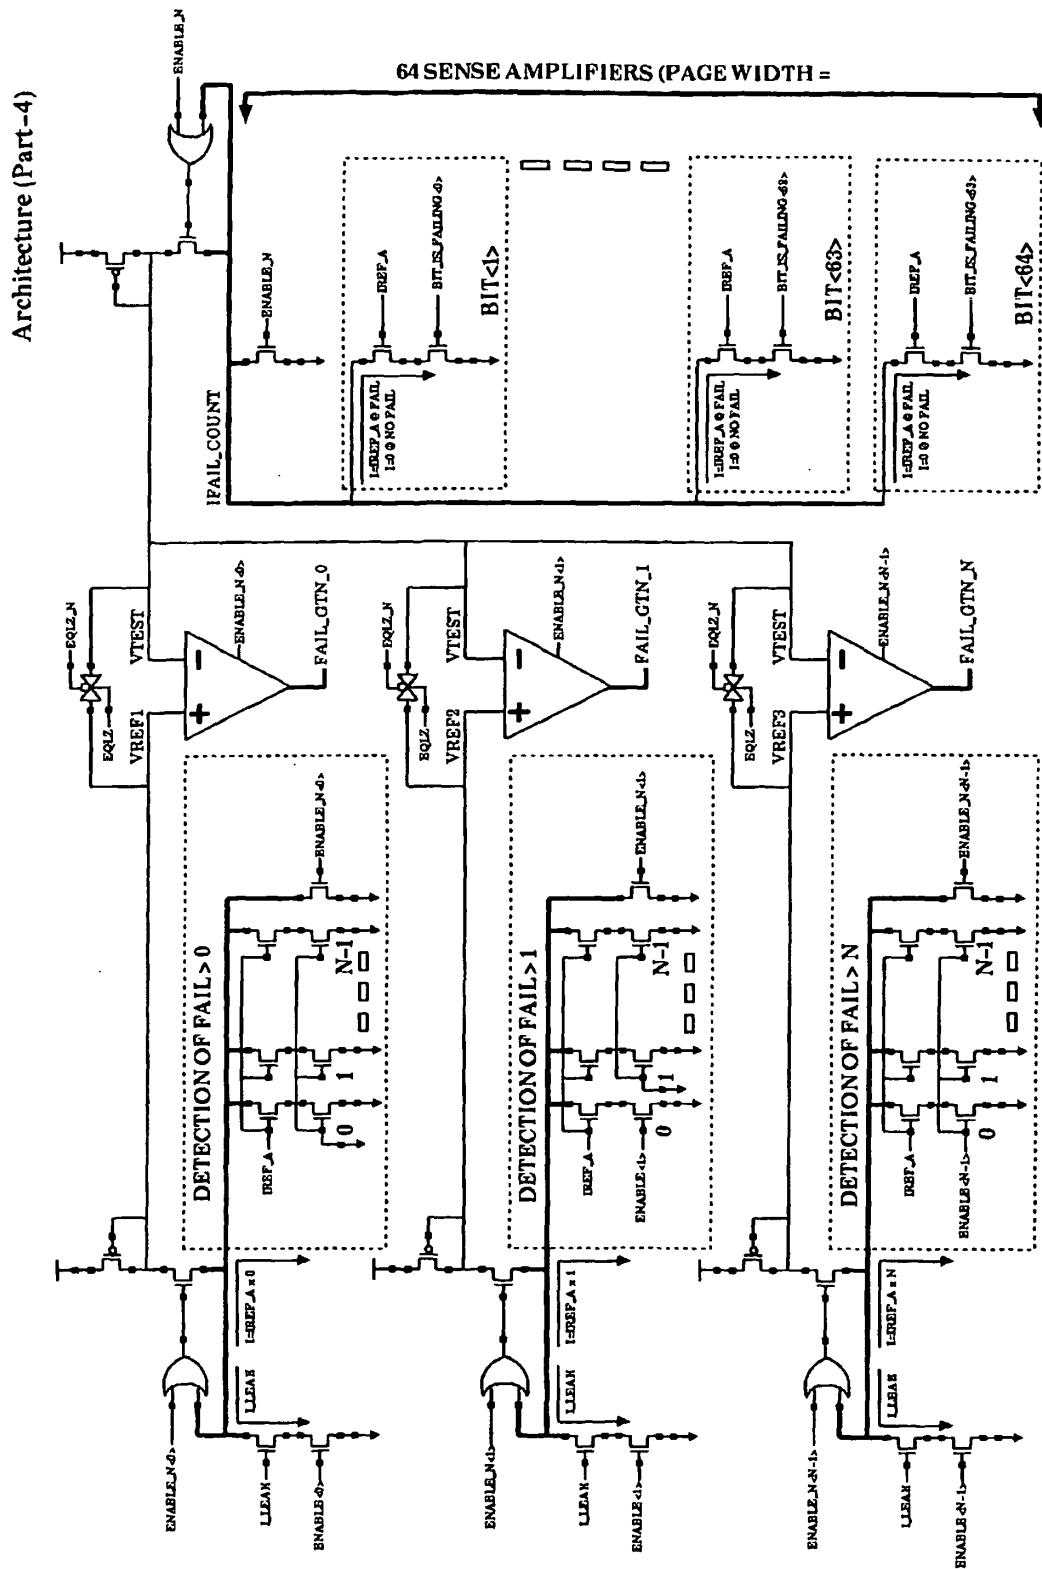 Architecture (Part-4)
ENABLE_N
64 SENSE AMPLIFIERS (PAGE WIDTH =
IFAIL_COUNT
ENABLE_N
I=IREF_A @ FAIL
I=0 @ NO FAIL
IREF_A
BIT_IS_FAILING<0>
BIT<1>
I=IREF_A @ FAIL
I=0 @ NO FAIL
IREF_A
BIT_IS_FAILING<62>
BIT<63>
I=IREF_A @ FAIL
I=0 @ NO FAIL
IREF_A
BIT_IS_FAILING<63>
BIT<64>
EQLZ_N
EQLZ
VREF1
VTEST
+
-
ENABLE_N<0>
FAIL_GTN_0
EQLZ_N
EQLZ
VREF2
VTEST
+
-
ENABLE_N<1>
FAIL_GTN_1
EQLZ_N
EQLZ
VREF3
VTEST
+
-
ENABLE_N<N-1>
FAIL_GTN_N
DETECTION OF FAIL > 0
IREF_A
0
1
N-1
ENABLE_N<0>
DETECTION OF FAIL > 1
IREF_A
ENABLE<1>
0
1
N-1
ENABLE_N<1>
DETECTION OF FAIL > N
IREF_A
ENABLE<N-1>
0
1
N-1
ENABLE_N<N-1>
ENABLE_N<0>
I_LEAK
ENABLE<0>
I_LEAK
I=IREF_A x 0
ENABLE_N<1>
I_LEAK
ENABLE<1>
I_LEAK
I=IREF_A x 1
ENABLE_N<N-1>
I_LEAK
ENABLE<N-1>
I_LEAK
I=IREF_A x N